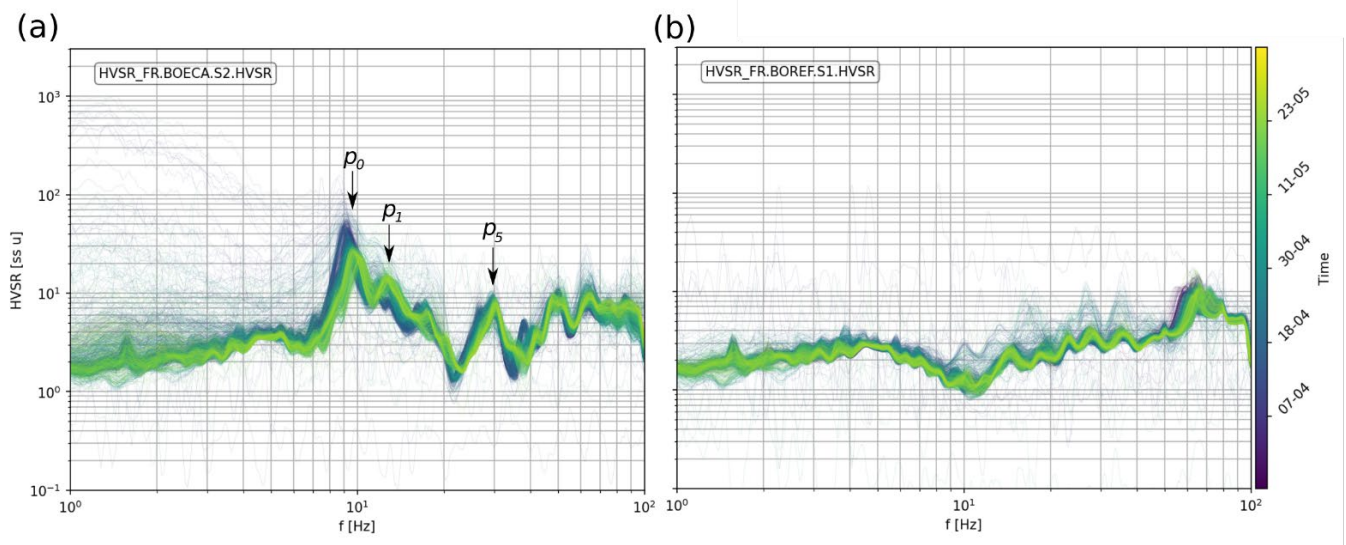 (a)
(b)
HVSR_FR.BOECA.S2.HVSR
HVSR_FR.BOREF.S1.HVSR
p0
p1
p5
HVSR [ss u]
10³
10²
10¹
10⁰
10⁻¹
10⁰
10¹
10²
f [Hz]
10⁰
10¹
10²
f [Hz]
23-05
11-05
30-04
18-04
07-04
Time